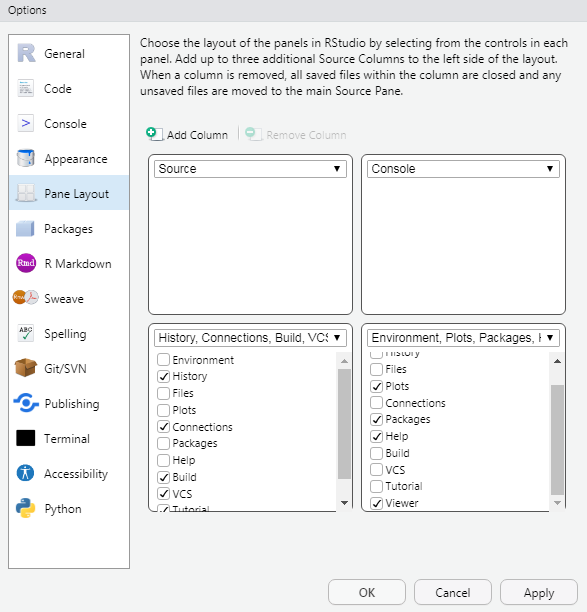 Options
General
Code
Console
Appearance
Pane Layout
Packages
R Markdown
Sweave
Spelling
Git/SVN
Publishing
Terminal
Accessibility
Python
Choose the layout of the panels in RStudio by selecting from the controls in each
panel. Add up to three additional Source Columns to the left side of the layout.
When a column is removed, all saved files within the column are closed and any
unsaved files are moved to the main Source Pane.
Add Column
Remove Column
Source
Console
History, Connections, Build, VCS
Environment
History
Files
Plots
Connections
Packages
Help
Build
VCS
Tutorial
Environment, Plots, Packages, H
History
Files
Plots
Connections
Packages
Help
Build
VCS
Tutorial
Viewer
OK
Cancel
Apply